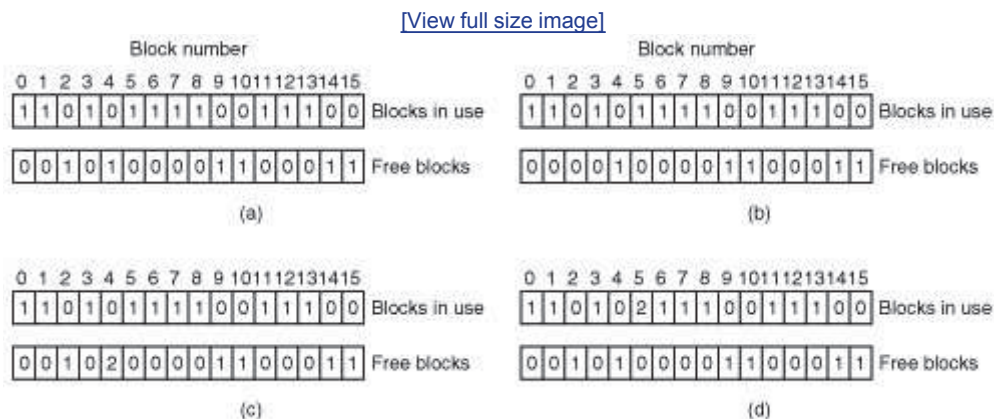 [View full size image]
Block number
0 1 2 3 4 5 6 7 8 9 10 11 12 13 14 15
1 1 0 1 0 1 1 1 1 0 0 1 1 1 0 0 Blocks in use
0 0 1 0 1 0 0 0 0 1 1 0 0 0 1 1 Free blocks
(a)
Block number
0 1 2 3 4 5 6 7 8 9 10 11 12 13 14 15
1 1 0 1 0 1 1 1 1 0 0 1 1 1 0 0 Blocks in use
0 0 0 0 1 0 0 0 0 1 1 0 0 0 1 1 Free blocks
(b)
0 1 2 3 4 5 6 7 8 9 10 11 12 13 14 15
1 1 0 1 0 1 1 1 1 0 0 1 1 1 0 0 Blocks in use
0 0 1 0 2 0 0 0 0 1 1 0 0 0 1 1 Free blocks
(c)
0 1 2 3 4 5 6 7 8 9 10 11 12 13 14 15
1 1 0 1 0 2 1 1 1 0 0 1 1 1 0 0 Blocks in use
0 0 1 0 1 0 0 0 0 1 1 0 0 0 1 1 Free blocks
(d)